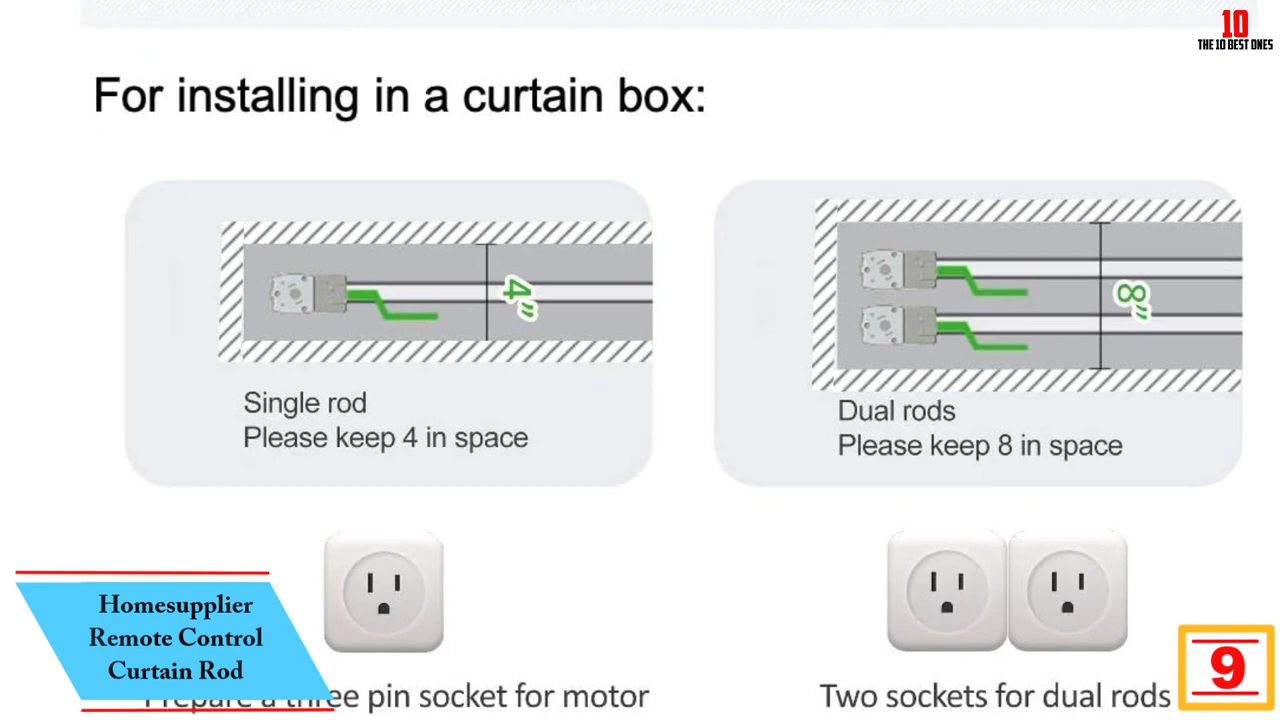 10
THE 10 BEST ONES
For installing in a curtain box:
4"
8"
Single rod
Please keep 4 in space
Dual rods
Please keep 8 in space
Homesupplier
Remote Control
Curtain Rod
Prepare a three pin socket for motor
Two sockets for dual rods
9